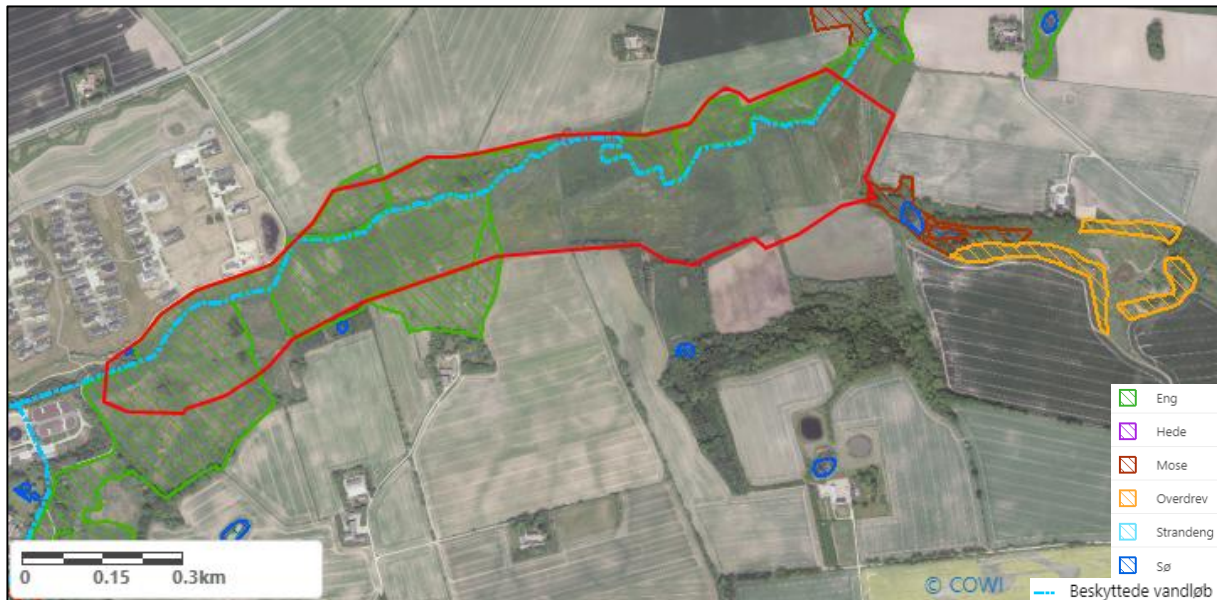 Eng
Hede
Mose
Overdrev
Strandeng
Sø
0 0.15 0.3km
© COWI
Beskyttede vandløb